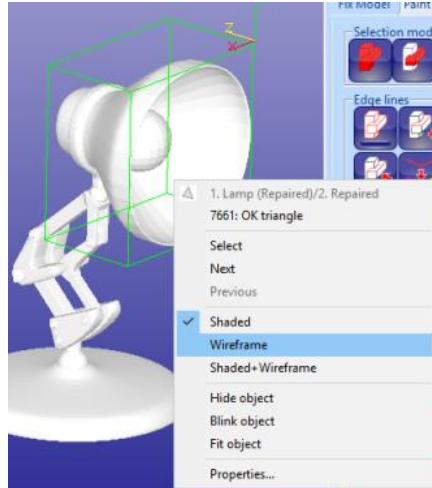 Fix Model Paint
Selection mod
Edge lines
Z
X
1. Lamp (Repaired)/2. Repaired
7661: OK triangle
Select
Next
Previous
Shaded
Wireframe
Shaded+Wireframe
Hide object
Blink object
Fit object
Properties...